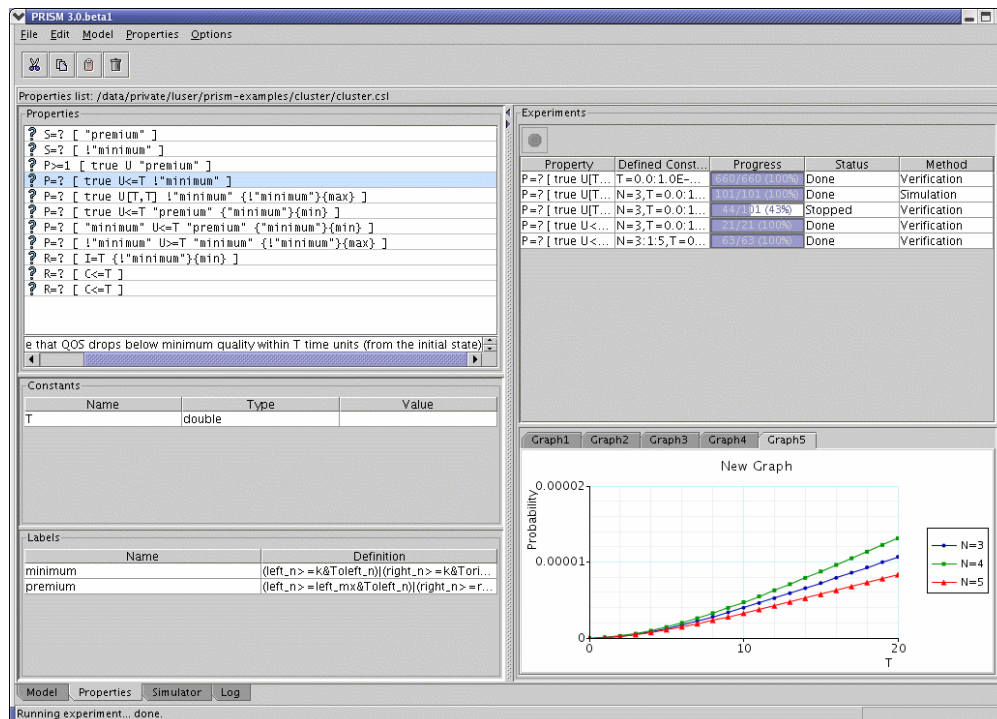 PRISM 3.0.beta1
File Edit Model Properties Options
Properties list: /data/private/luser/prism-examples/cluster/cluster.csl
Properties
? S=? [ "premium" ]
? S=? [ !"minimum" ]
? P>=1 [ true U "premium" ]
? P=? [ true U<=T !"minimum" ]
? P=? [ true U[T,T] !"minimum" {!"minimum"}{max} ]
? P=? [ true U<=T "premium" {"minimum"}{min} ]
? P=? [ "minimum" U<=T "premium" {"minimum"}{min} ]
? P=? [ !"minimum" U>=T "minimum" {!"minimum"}{max} ]
? R=? [ I=T {!"minimum"}{min} ]
? R=? [ C<=T ]
? R=? [ C<=T ]
e that QOS drops below minimum quality within T time units (from the initial state)
Constants
Name Type Value
T double
Labels
Name Definition
minimum (left_n>=k&Toleft_n)|(right_n>=k&Tori...
premium (left_n>=left_mx&Toleft_n)|(right_n>=r...
Experiments
Property Defined Const... Progress Status Method
P=? [ true U[T... T=0.0:1.0E-... 660/660 (100%) Done Verification
P=? [ true U[T... N=3,T=0.0:1... 101/101 (100%) Done Simulation
P=? [ true U[T... N=3,T=0.0:1... 44/101 (43%) Stopped Verification
P=? [ true U<... N=3,T=0.0:1... 21/21 (100%) Done Verification
P=? [ true U<... N=3:1:5,T=0... 63/63 (100%) Done Verification
Graph1 Graph2 Graph3 Graph4 Graph5
New Graph
Probability
0.00002
0.00001
0
0 10 20
T
N=3
N=4
N=5
Model Properties Simulator Log
Running experiment... done.